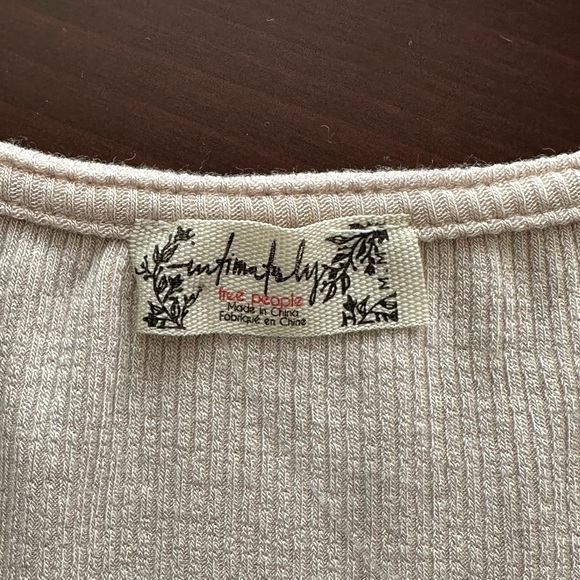 intimately
free people
Made in China
Fabriqué en Chine
M.M